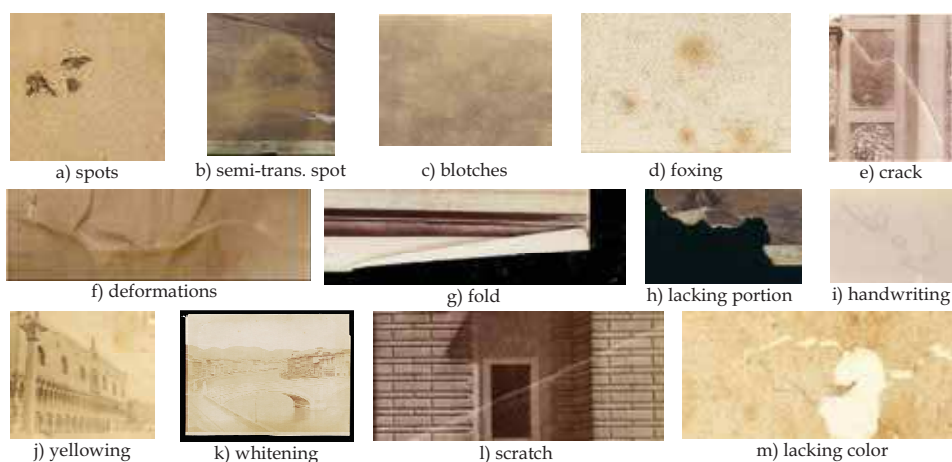 a) spots
b) semi-trans. spot
c) blotches
d) foxing
e) crack
f) deformations
g) fold
h) lacking portion
i) handwriting
j) yellowing
k) whitening
l) scratch
m) lacking color